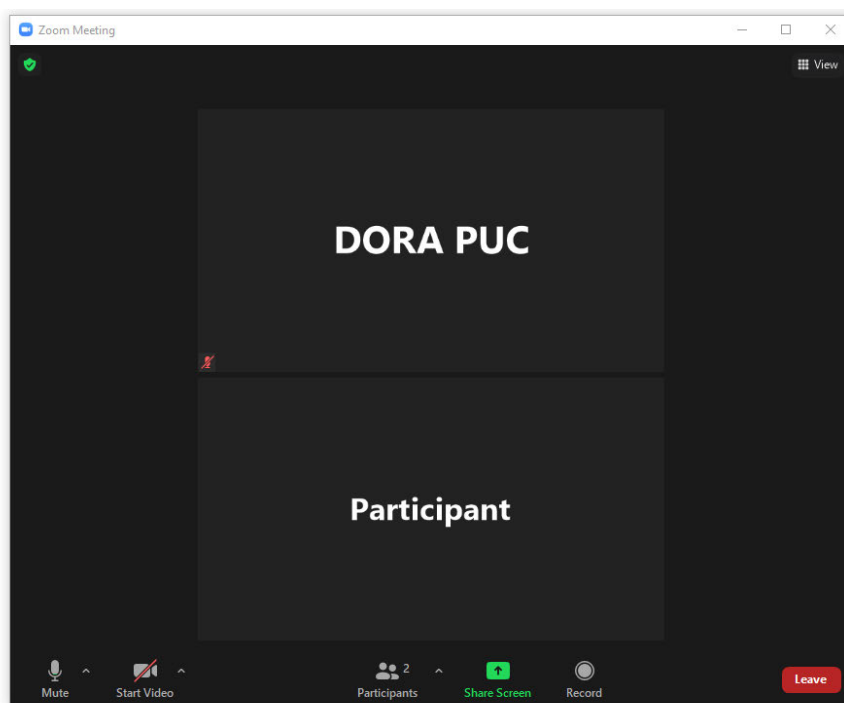 Zoom Meeting
View
DORA PUC
Participant
Mute
Start Video
2
Participants
Share Screen
Record
Leave